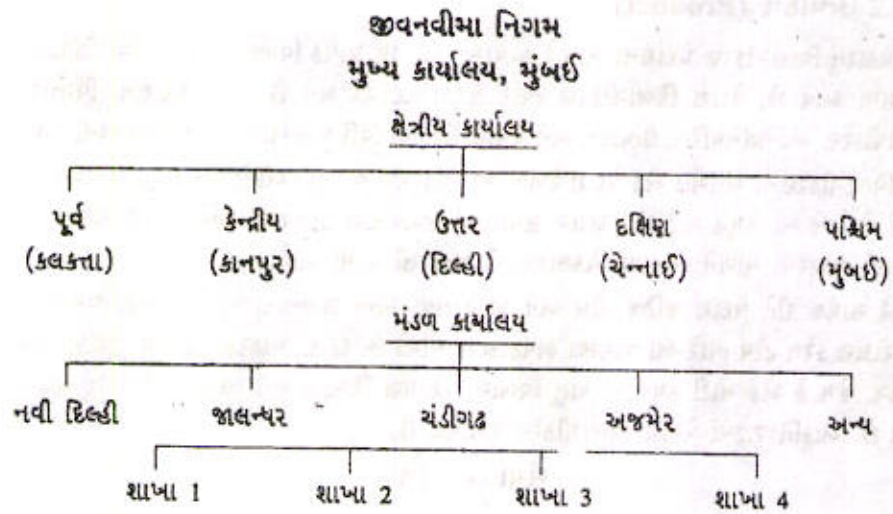 જીવનવીમા નિગમ
મુખ્ય કાર્યાલય, મુંબઈ
ક્ષેત્રીય કાર્યાલય
પૂર્વ કેન્દ્રીય ઉત્તર દક્ષિણ પશ્ચિમ
(કલકત્તા) (કાનપુર) (દિલ્હી) (ચેન્નાઈ) (મુંબઈ)
મંડળ કાર્યાલય
નવી દિલ્હી જાલન્ધર ચંડીગઢ અજમેર અન્ય
શાખા 1 શાખા 2 શાખા 3 શાખા 4